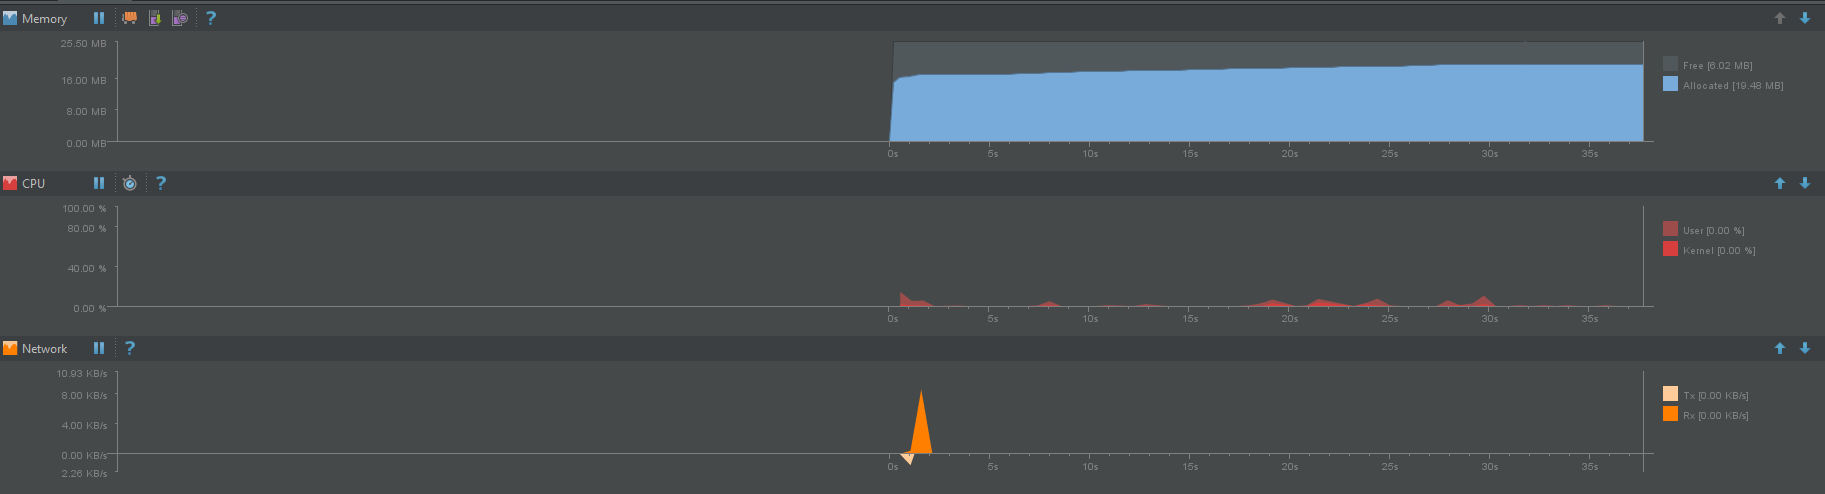 Memory ?
25.50 MB
16.00 MB
8.00 MB
0.00 MB
Free [6.02 MB]
Allocated [19.48 MB]
0s 5s 10s 15s 20s 25s 30s 35s
CPU ?
100.00 %
80.00 %
40.00 %
0.00 %
User [0.00 %]
Kernel [0.00 %]
0s 5s 10s 15s 20s 25s 30s 35s
Network ?
10.93 KB/s
8.00 KB/s
4.00 KB/s
0.00 KB/s
2.26 KB/s
Tx [0.00 KB/s]
Rx [0.00 KB/s]
0s 5s 10s 15s 20s 25s 30s 35s